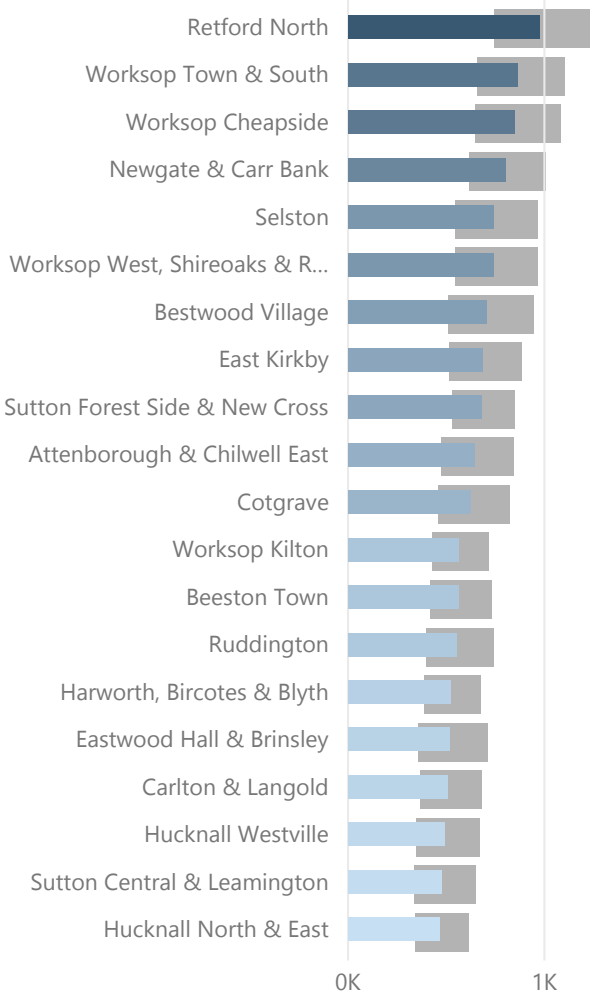 Retford North
Worksop Town & South
Worksop Cheapside
Newgate & Carr Bank
Selston
Worksop West, Shireoaks & R...
Bestwood Village
East Kirkby
Sutton Forest Side & New Cross
Attenborough & Chilwell East
Cotgrave
Worksop Kilton
Beeston Town
Ruddington
Harworth, Bircotes & Blyth
Eastwood Hall & Brinsley
Carlton & Langold
Hucknall Westville
Sutton Central & Leamington
Hucknall North & East
0K 1K